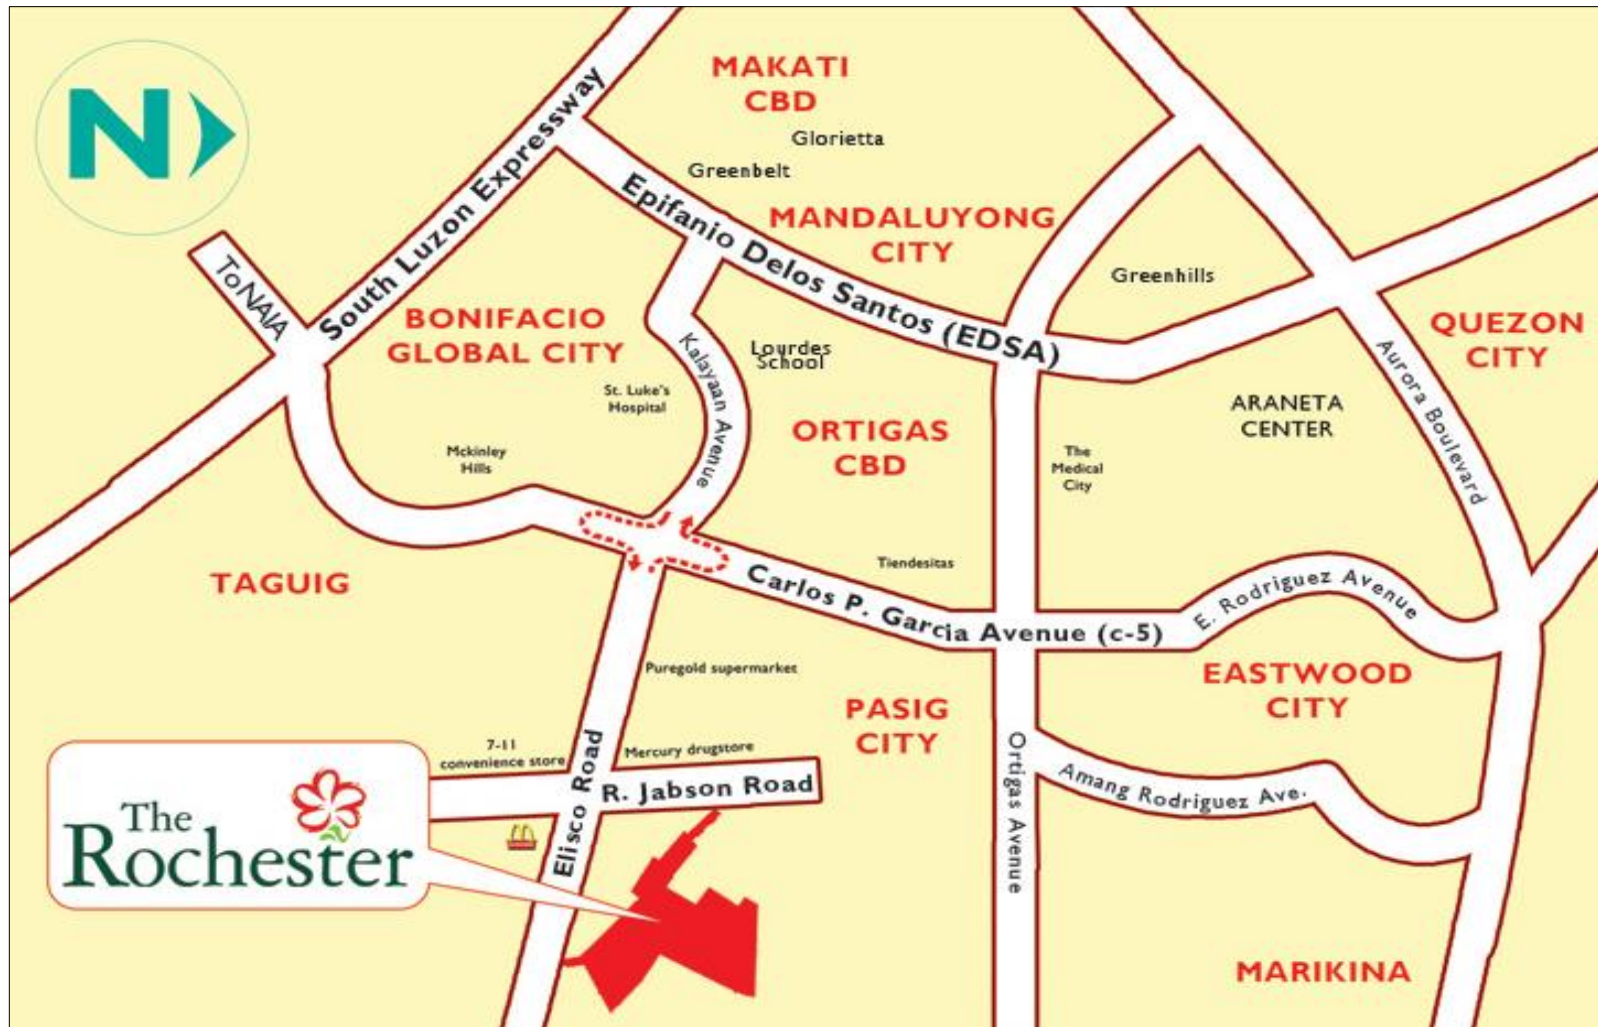 N
MAKATI
CBD
Glorietta
Greenbelt
South Luzon Expressway
Epifanio Delos Santos (EDSA)
MANDALUYONG
CITY
Greenhills
To NAIA
BONIFACIO
GLOBAL CITY
QUEZON
CITY
Kalayaan Avenue
Lourdes
School
Aurora Boulevard
St. Luke's
Hospital
ARANETA
CENTER
ORTIGAS
CBD
Mckinley
Hills
The
Medical
City
Tiendesitas
TAGUIG
Carlos P. Garcia Avenue (c-5)
E. Rodriguez Avenue
Puregold supermarket
EASTWOOD
CITY
PASIG
CITY
7-11
convenience store
Mercury drugstore
Elisco Road
R. Jabson Road
Ortigas Avenue
Amang Rodriguez Ave.
The
Rochester
MARIKINA